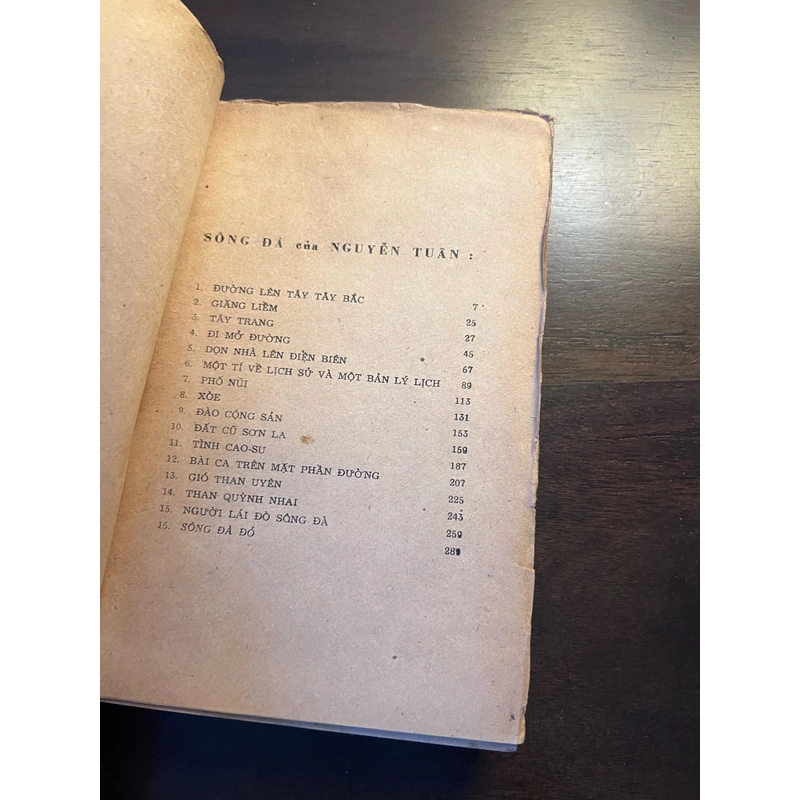 SÔNG ĐÀ của NGUYỄN TUÂN :
1. ĐƯỜNG LÊN TÂY TÂY BẮC 7
2. GIĂNG LIỀM 25
3. TÂY TRANG 27
4. ĐI MỞ ĐƯỜNG 45
5. DỌN NHÀ LÊN ĐIỆN BIÊN 67
6. MỘT TÍ VỀ LỊCH SỬ VÀ MỘT BẢN LÝ LỊCH 89
7. PHỐ NÚI 113
8. XÒE 131
9. ĐÀO CỘNG SẢN 153
10. ĐẤT CŨ SƠN LA 159
11. TÌNH CAO-SU 187
12. BÀI CA TRÊN MẶT PHẦN ĐƯỜNG 207
13. GIÓ THAN UYÊN 225
14. THAN QUỲNH NHAI 243
15. NGƯỜI LÁI ĐÒ SÔNG ĐÀ 259
16. SÔNG ĐÀ ĐỎ